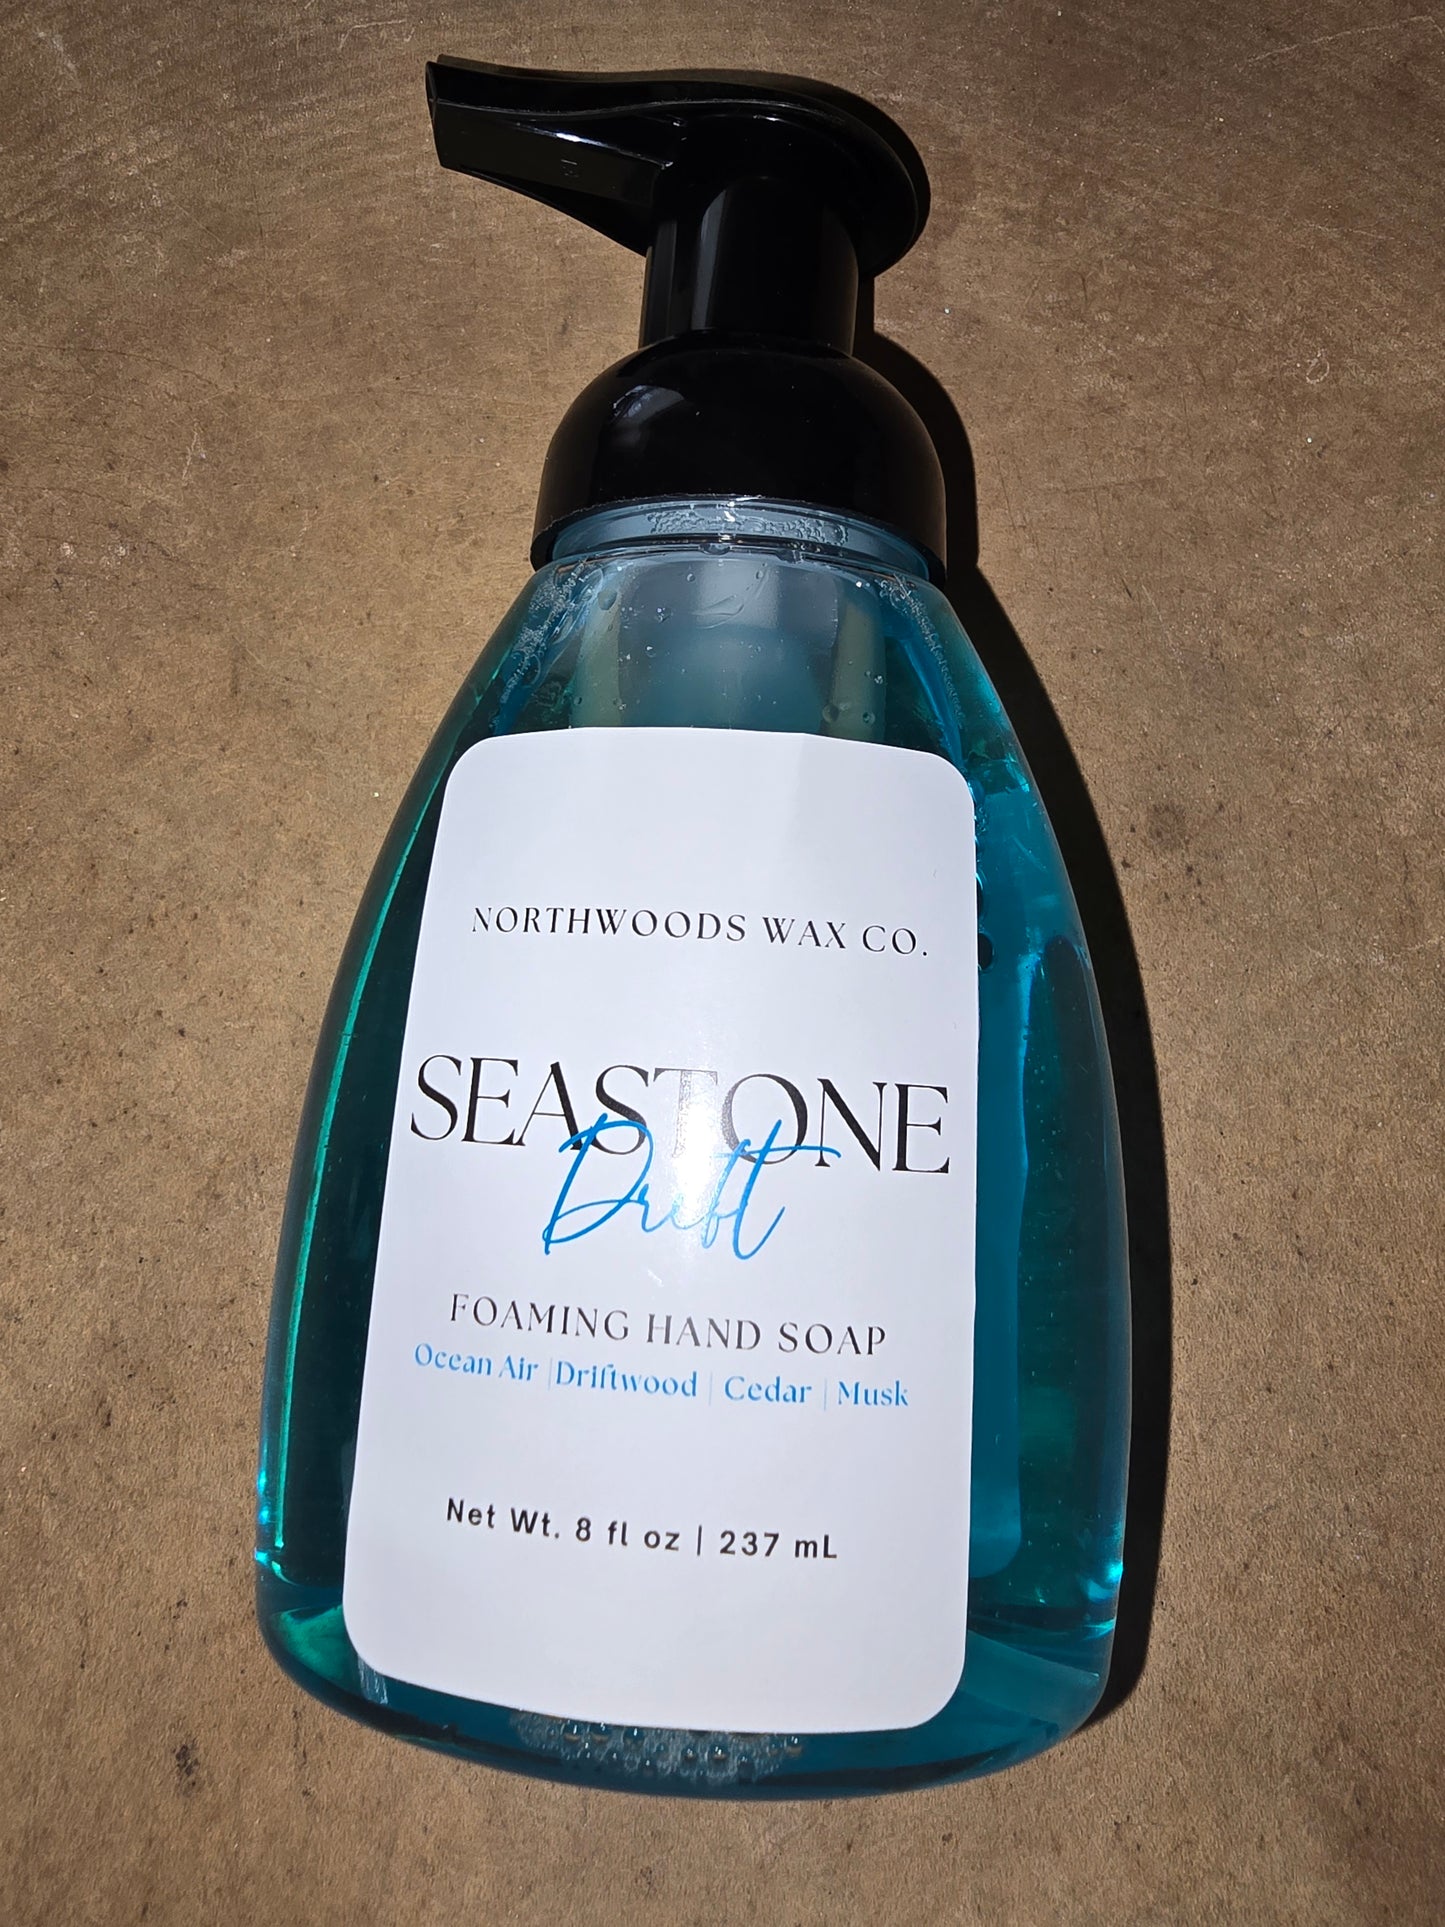 NORTHWOODS WAX CO.
SEASTONE
Drift
FOAMING HAND SOAP
Ocean Air | Driftwood | Cedar | Musk
Net Wt. 8 fl oz | 237 mL